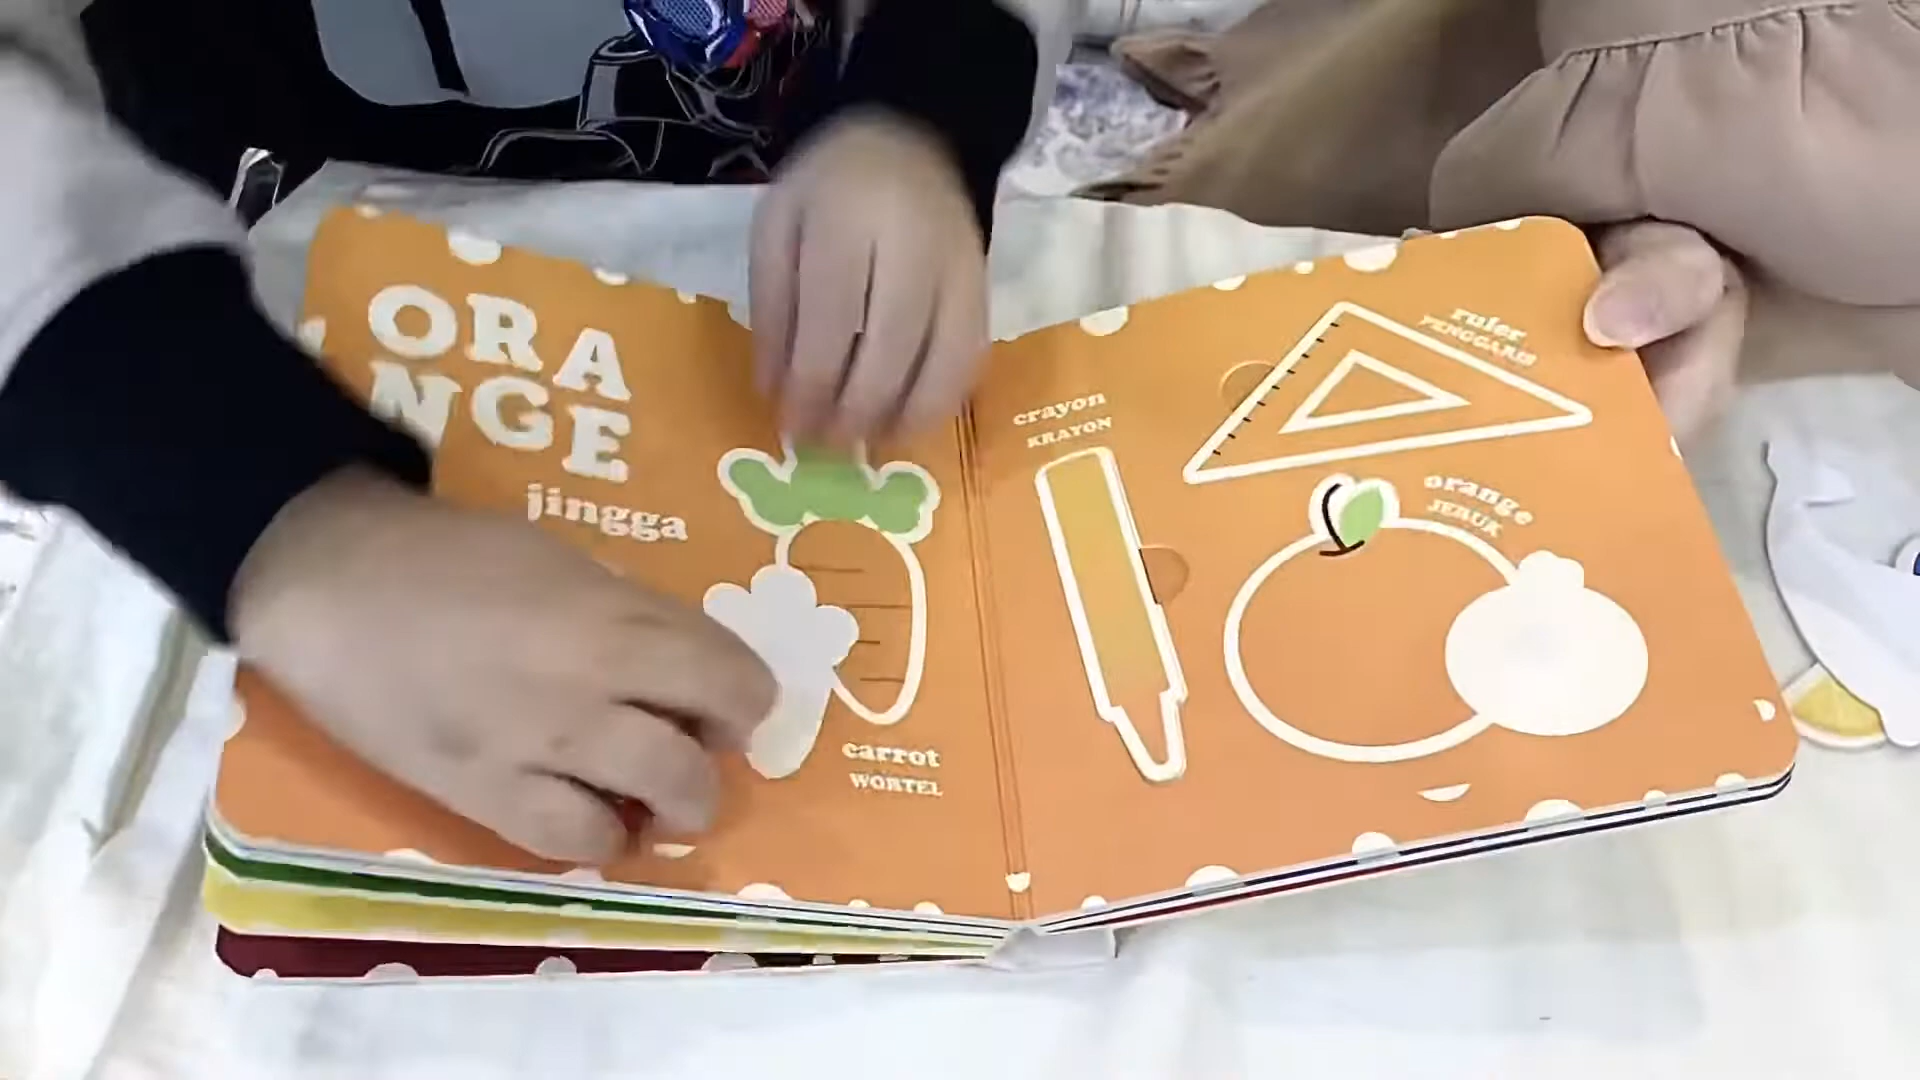 ORA
NGE
jingga
carrot
WORTEL
crayon
KRAYON
ruler
PENGGARIS
orange
JERUK